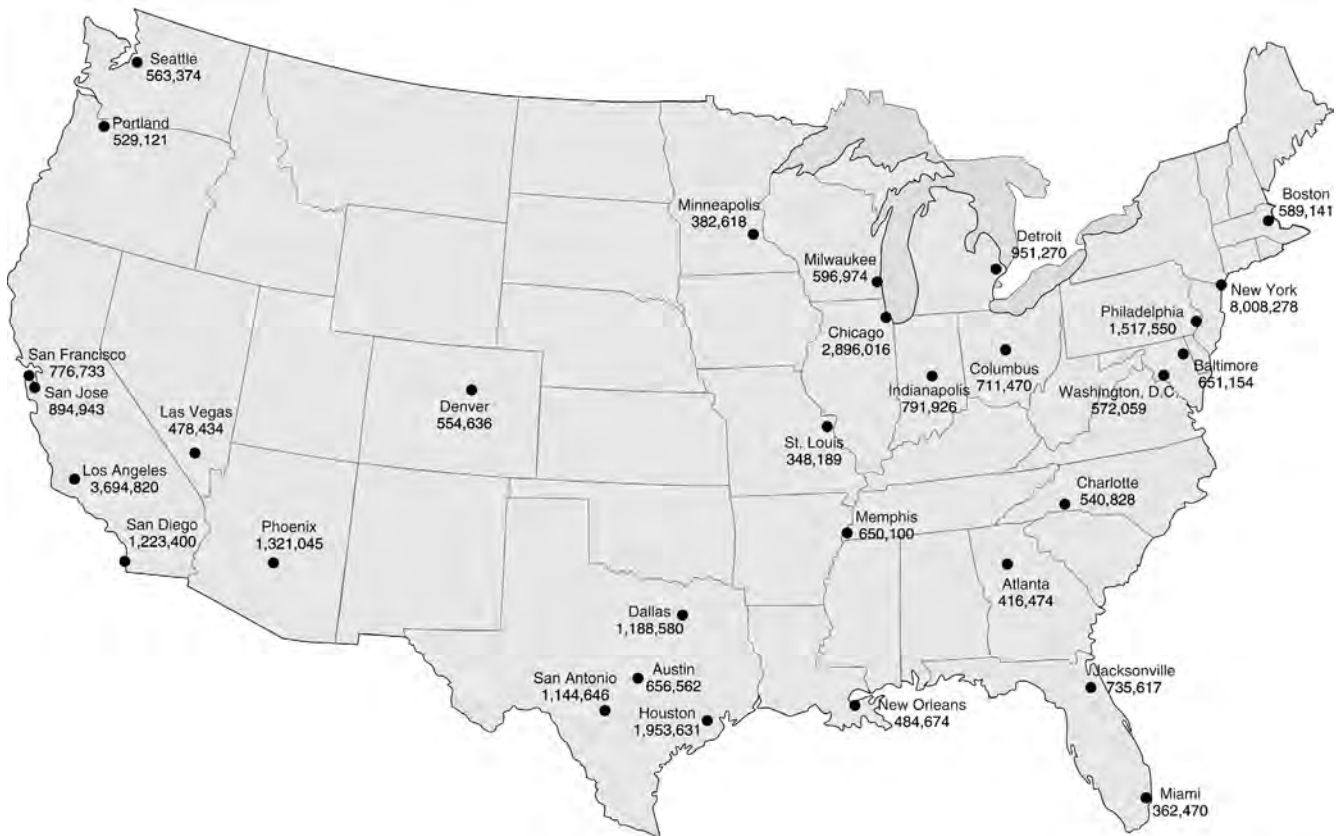 Seattle
563,374
Portland
529,121
Minneapolis
382,618
Boston
589,141
Detroit
951,270
Milwaukee
596,974
New York
8,008,278
Philadelphia
1,517,550
Chicago
2,896,016
San Francisco
776,733
San Jose
894,943
Columbus
711,470
Baltimore
651,154
Indianapolis
791,926
Washington, D.C.
572,059
Las Vegas
478,434
Denver
554,636
St. Louis
348,189
Los Angeles
3,694,820
Charlotte
540,828
San Diego
1,223,400
Phoenix
1,321,045
Memphis
650,100
Atlanta
416,474
Dallas
1,188,580
Austin
656,562
San Antonio
1,144,646
Jacksonville
735,617
Houston
1,953,631
New Orleans
484,674
Miami
362,470